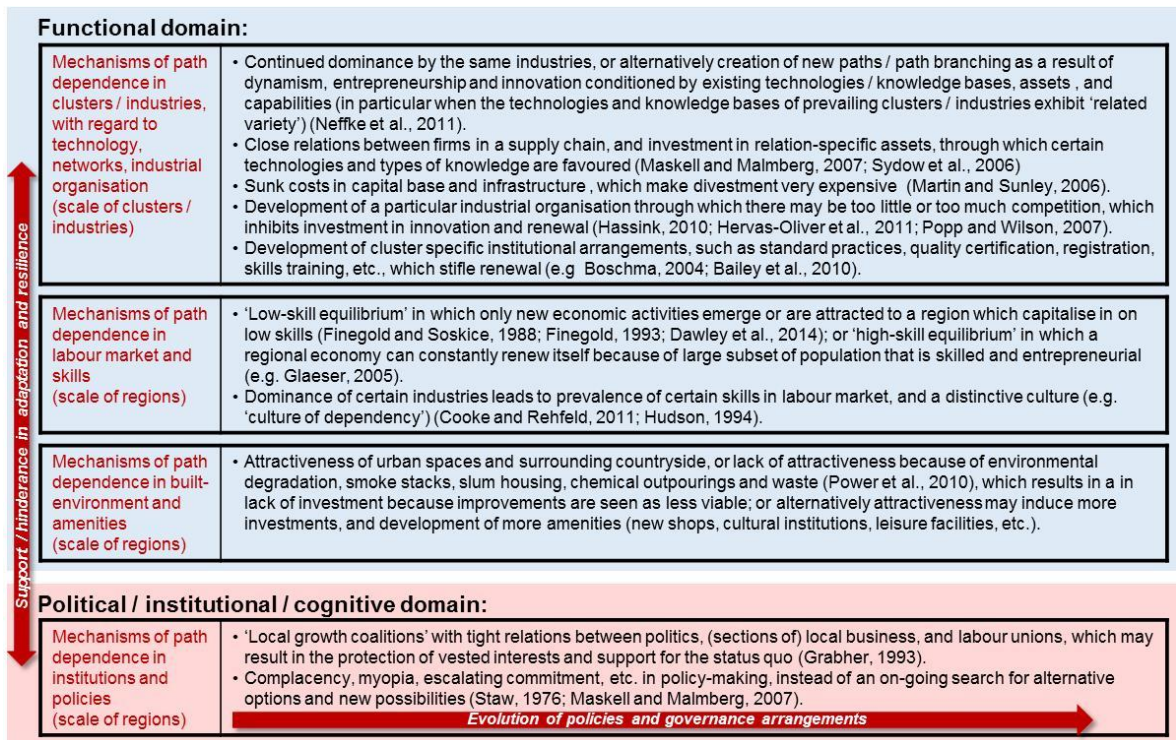 Functional domain:
Mechanisms of path
dependence in
clusters / industries,
with regard to
technology,
networks, industrial
organisation
(scale of clusters /
industries)
• Continued dominance by the same industries, or alternatively creation of new paths / path branching as a result
of dynamism, entrepreneurship and innovation conditioned by existing technologies / knowledge bases, assets , and
capabilities (in particular when the technologies and knowledge bases of prevailing clusters / industries exhibit ‘related
variety’) (Neffke et al., 2011).
• Close relations between firms in a supply chain, and investment in relation-specific assets, through which certain
technologies and types of knowledge are favoured (Maskell and Malmberg, 2007; Sydow et al., 2006)
• Sunk costs in capital base and infrastructure , which make divestment very expensive (Martin and Sunley, 2006).
• Development of a particular industrial organisation through which there may be too little or too much competition, which
inhibits investment in innovation and renewal (Hassink, 2010; Hervas-Oliver et al., 2011; Popp and Wilson, 2007).
• Development of cluster specific institutional arrangements, such as standard practices, quality certification, registration,
skills training, etc., which stifle renewal (e.g Boschma, 2004; Bailey et al., 2010).
Mechanisms of path
dependence in
labour market and
skills
(scale of regions)
• ‘Low-skill equilibrium’ in which only new economic activities emerge or are attracted to a region which capitalise in on
low skills (Finegold and Soskice, 1988; Finegold, 1993; Dawley et al., 2014); or ‘high-skill equilibrium’ in which a
regional economy can constantly renew itself because of large subset of population that is skilled and entrepreneurial
(e.g. Glaeser, 2005).
• Dominance of certain industries leads to prevalence of certain skills in labour market, and a distinctive culture (e.g.
‘culture of dependency’) (Cooke and Rehfeld, 2011; Hudson, 1994).
Mechanisms of path
dependence in built-
environment and
amenities
(scale of regions)
• Attractiveness of urban spaces and surrounding countryside, or lack of attractiveness because of environmental
degradation, smoke stacks, slum housing, chemical outpourings and waste (Power et al., 2010), which results in a in
lack of investment because improvements are seen as less viable; or alternatively attractiveness may induce more
investments, and development of more amenities (new shops, cultural institutions, leisure facilities, etc.).
Support / hinderance in adaptation and resilience
Political / institutional / cognitive domain:
Mechanisms of path
dependence in
institutions and
policies
(scale of regions)
• ‘Local growth coalitions’ with tight relations between politics, (sections of) local business, and labour unions, which may
result in the protection of vested interests and support for the status quo (Grabher, 1993).
• Complacency, myopia, escalating commitment, etc. in policy-making, instead of an on-going search for alternative
options and new possibilities (Staw, 1976; Maskell and Malmberg, 2007).
Evolution of policies and governance arrangements